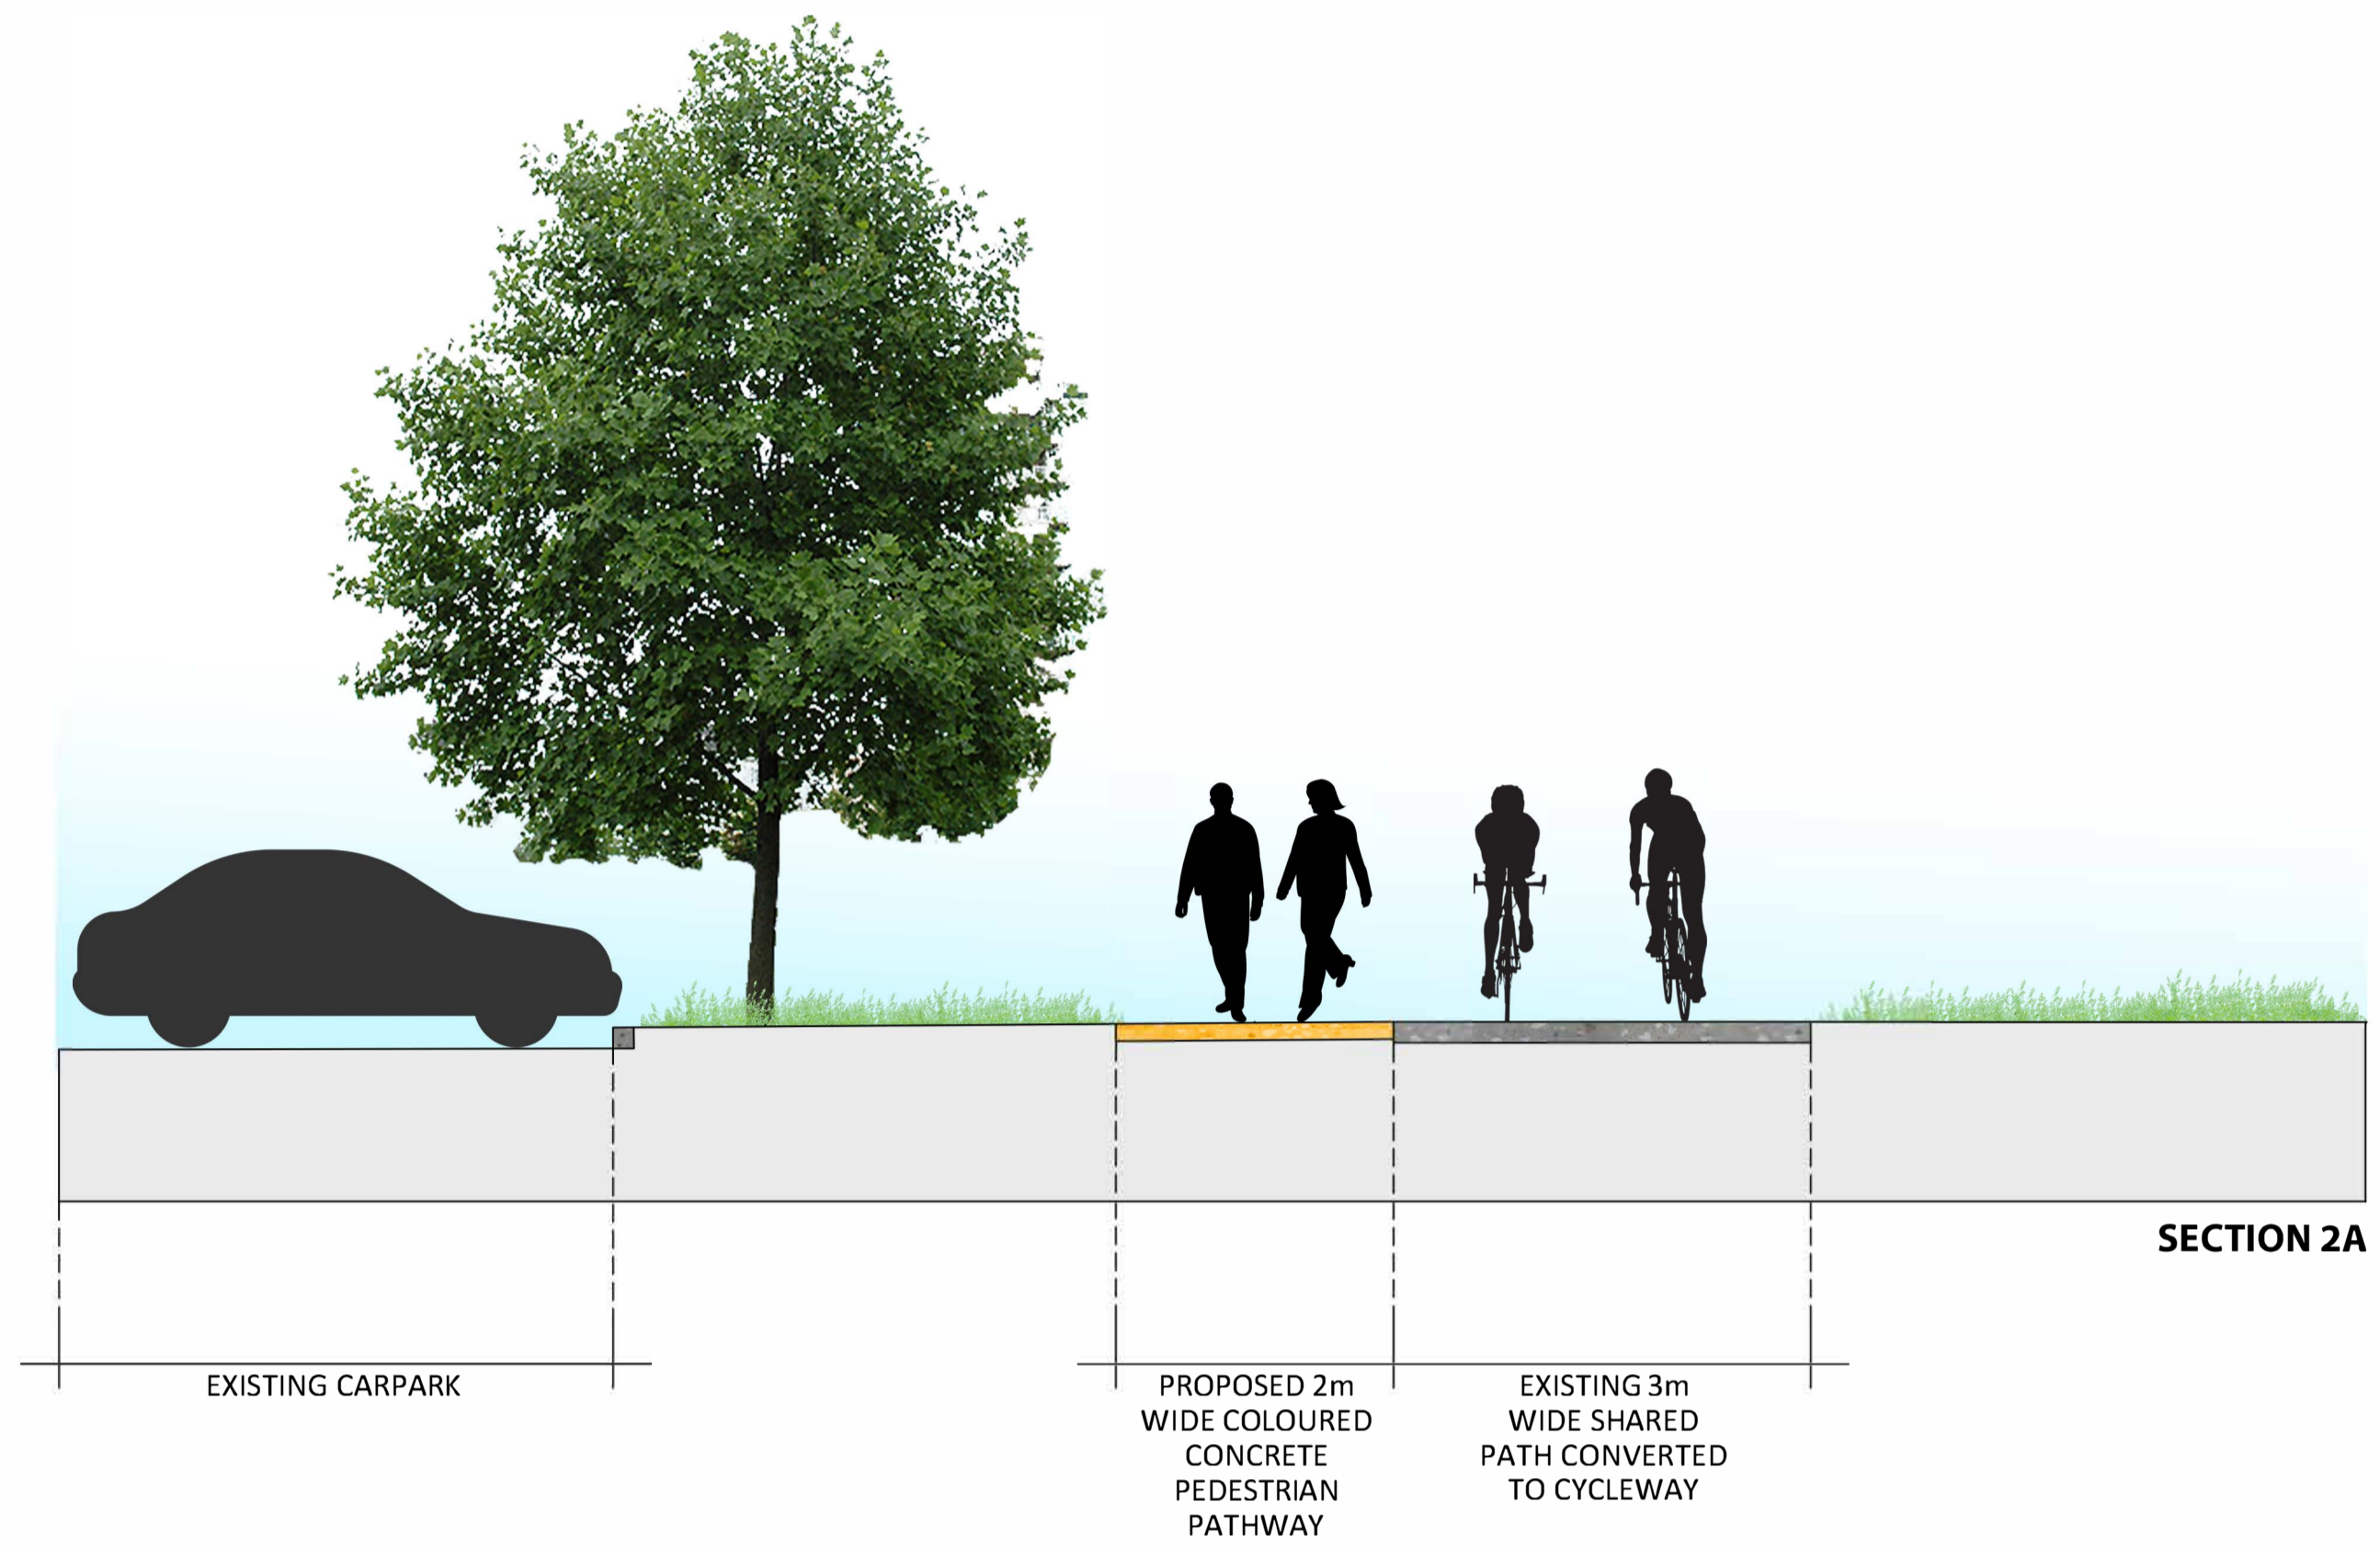 SECTION 2A
EXISTING CARPARK
PROPOSED 2m
WIDE COLOURED
CONCRETE
PEDESTRIAN
PATHWAY
EXISTING 3m
WIDE SHARED
PATH CONVERTED
TO CYCLEWAY